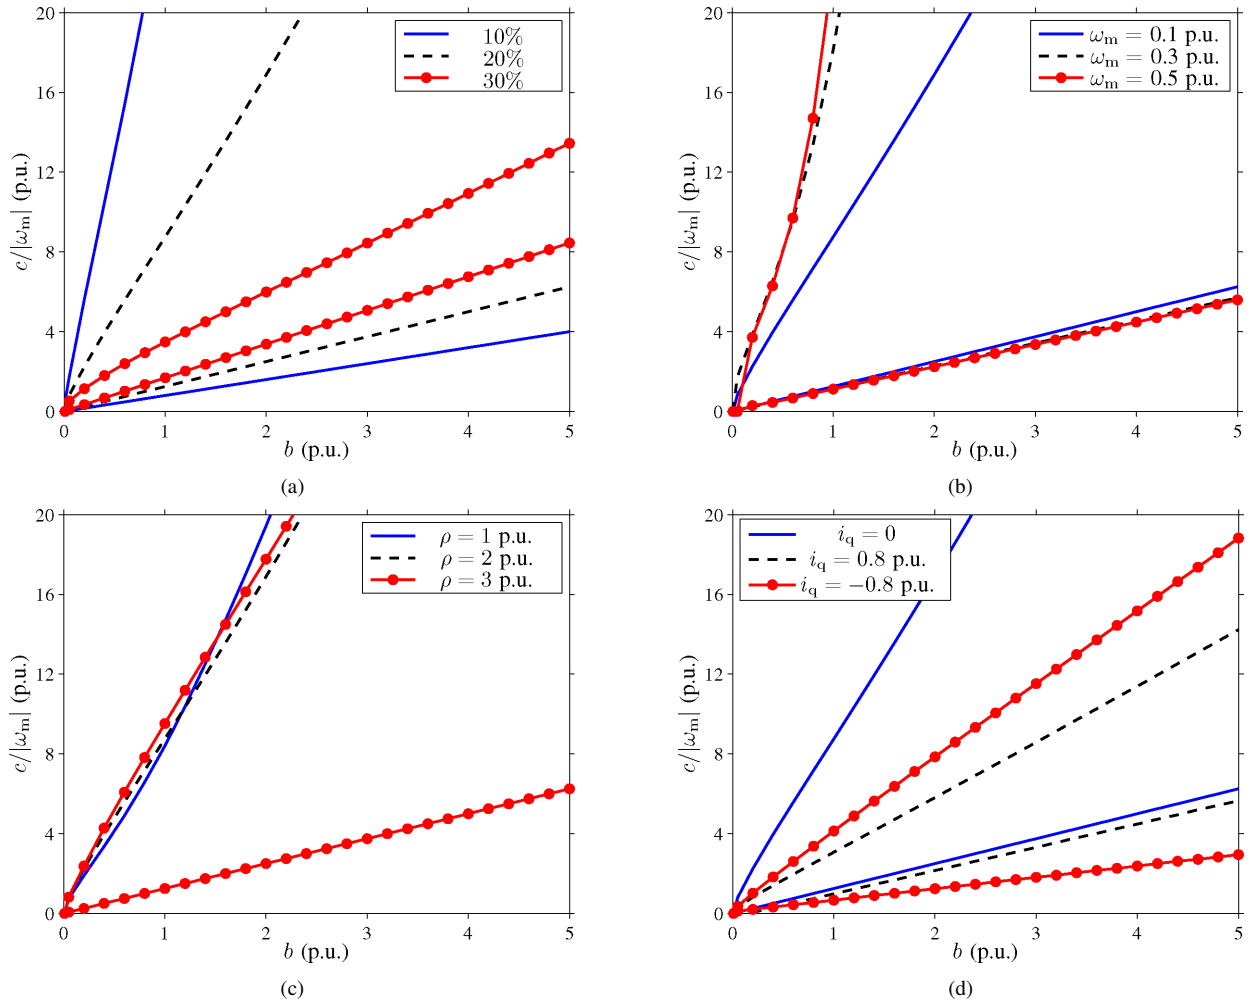 20
16
12
8
4
0
c/|ωm| (p.u.)
10%
20%
30%
0 1 2 3 4 5
b (p.u.)
(a)
20
16
12
8
4
0
c/|ωm| (p.u.)
ωm = 0.1 p.u.
ωm = 0.3 p.u.
ωm = 0.5 p.u.
0 1 2 3 4 5
b (p.u.)
(b)
20
16
12
8
4
0
c/|ωm| (p.u.)
ρ = 1 p.u.
ρ = 2 p.u.
ρ = 3 p.u.
0 1 2 3 4 5
b (p.u.)
(c)
20
16
12
8
4
0
c/|ωm| (p.u.)
iq = 0
iq = 0.8 p.u.
iq = −0.8 p.u.
0 1 2 3 4 5
b (p.u.)
(d)